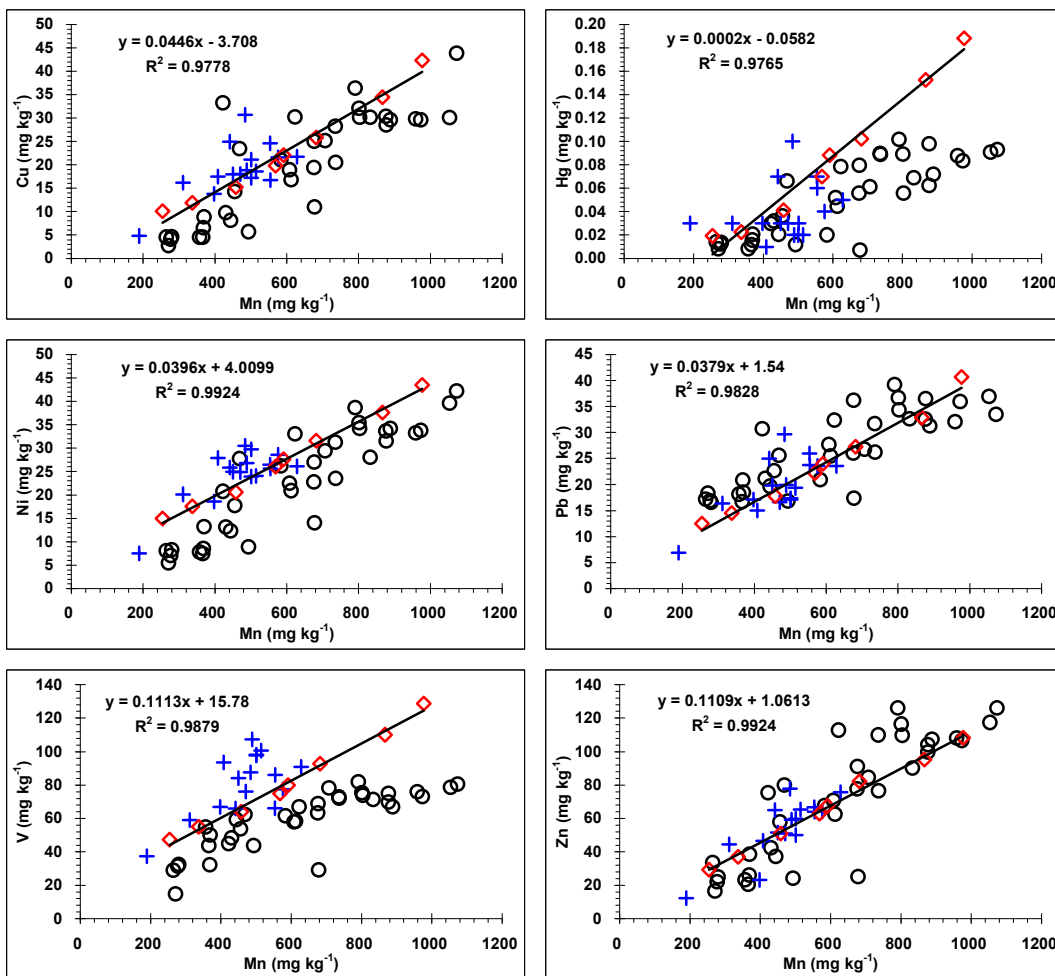 y = 0.0446x - 3.708
R² = 0.9778
Cu (mg kg⁻¹)
50
45
40
35
30
25
20
15
10
5
0
0 200 400 600 800 1000 1200
Mn (mg kg⁻¹)
y = 0.0002x - 0.0582
R² = 0.9765
Hg (mg kg⁻¹)
0.20
0.18
0.16
0.14
0.12
0.10
0.08
0.06
0.04
0.02
0.00
0 200 400 600 800 1000 1200
Mn (mg kg⁻¹)
y = 0.0396x + 4.0099
R² = 0.9924
Ni (mg kg⁻¹)
50
45
40
35
30
25
20
15
10
5
0
0 200 400 600 800 1000 1200
Mn (mg kg⁻¹)
y = 0.0379x + 1.54
R² = 0.9828
Pb (mg kg⁻¹)
45
40
35
30
25
20
15
10
5
0
0 200 400 600 800 1000 1200
Mn (mg kg⁻¹)
y = 0.1113x + 15.78
R² = 0.9879
V (mg kg⁻¹)
140
120
100
80
60
40
20
0
0 200 400 600 800 1000 1200
Mn (mg kg⁻¹)
y = 0.1109x + 1.0613
R² = 0.9924
Zn (mg kg⁻¹)
140
120
100
80
60
40
20
0
0 200 400 600 800 1000 1200
Mn (mg kg⁻¹)